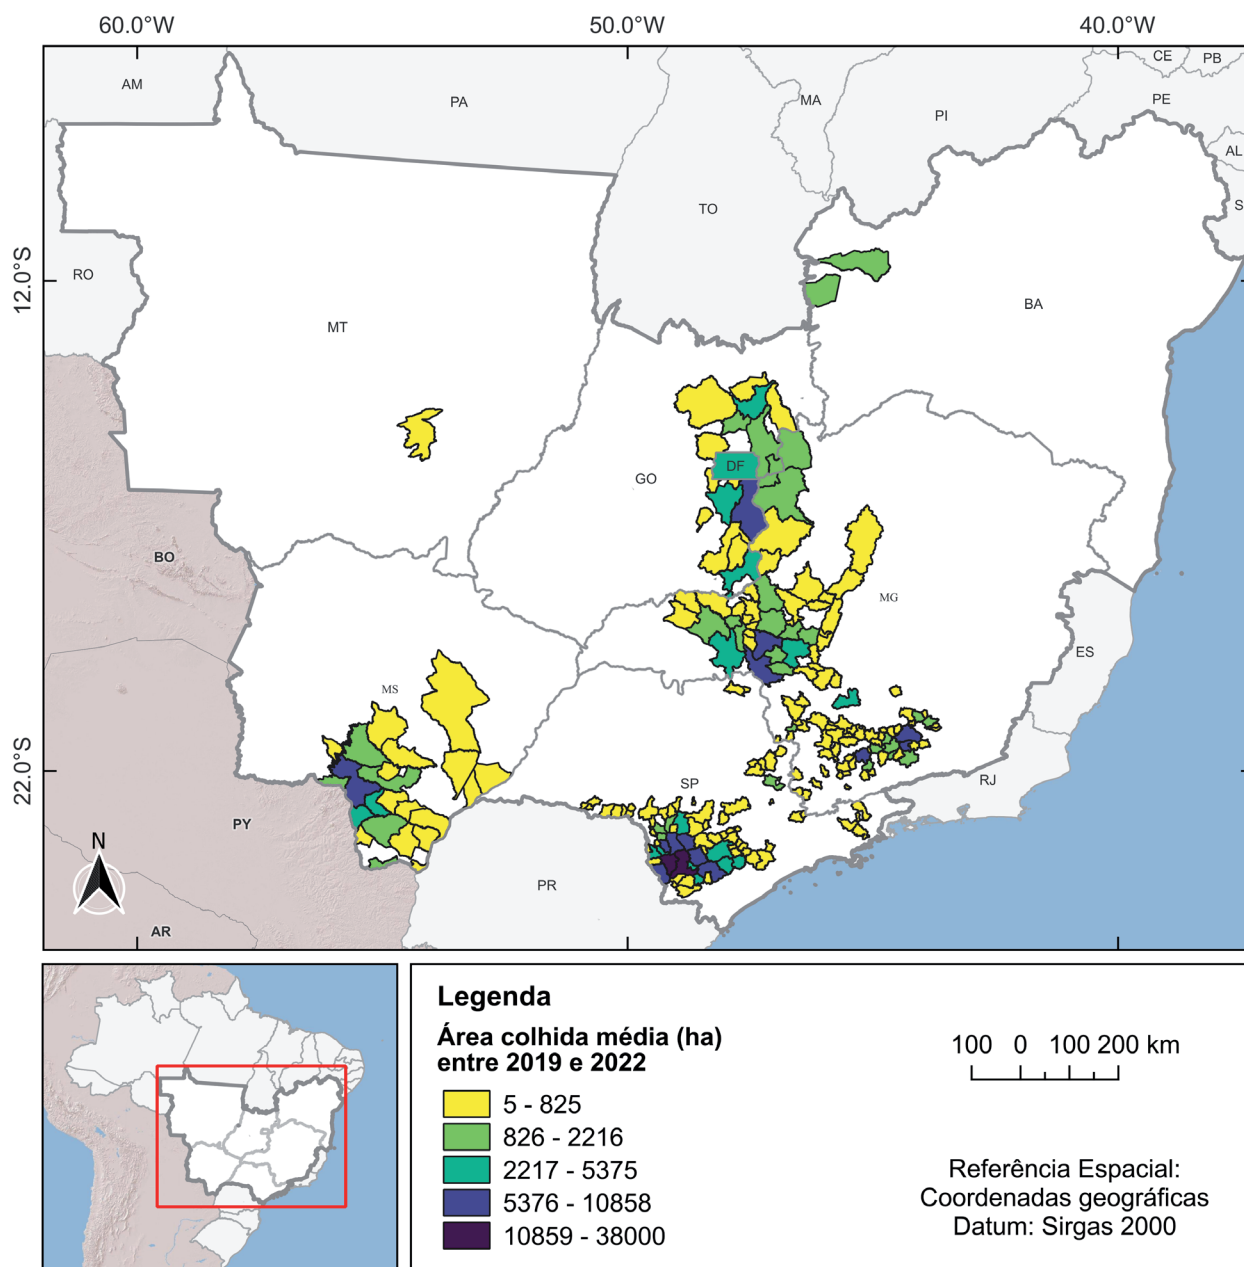 60.0°W
50.0°W
40.0°W
12.0°S
22.0°S
AM
PA
MA
PI
CE
PB
PE
AL
S
TO
RO
MT
BA
GO
DF
BO
MG
ES
MS
SP
RJ
PY
PR
N
AR
Legenda
Área colhida média (ha)
entre 2019 e 2022
5 - 825
826 - 2216
2217 - 5375
5376 - 10858
10859 - 38000
100 0 100 200 km
Referência Espacial:
Coordenadas geográficas
Datum: Sirgas 2000